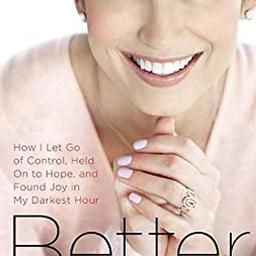 How I Let Go
of Control, Held
On to Hope, and
Found Joy in
My Darkest Hour
Better